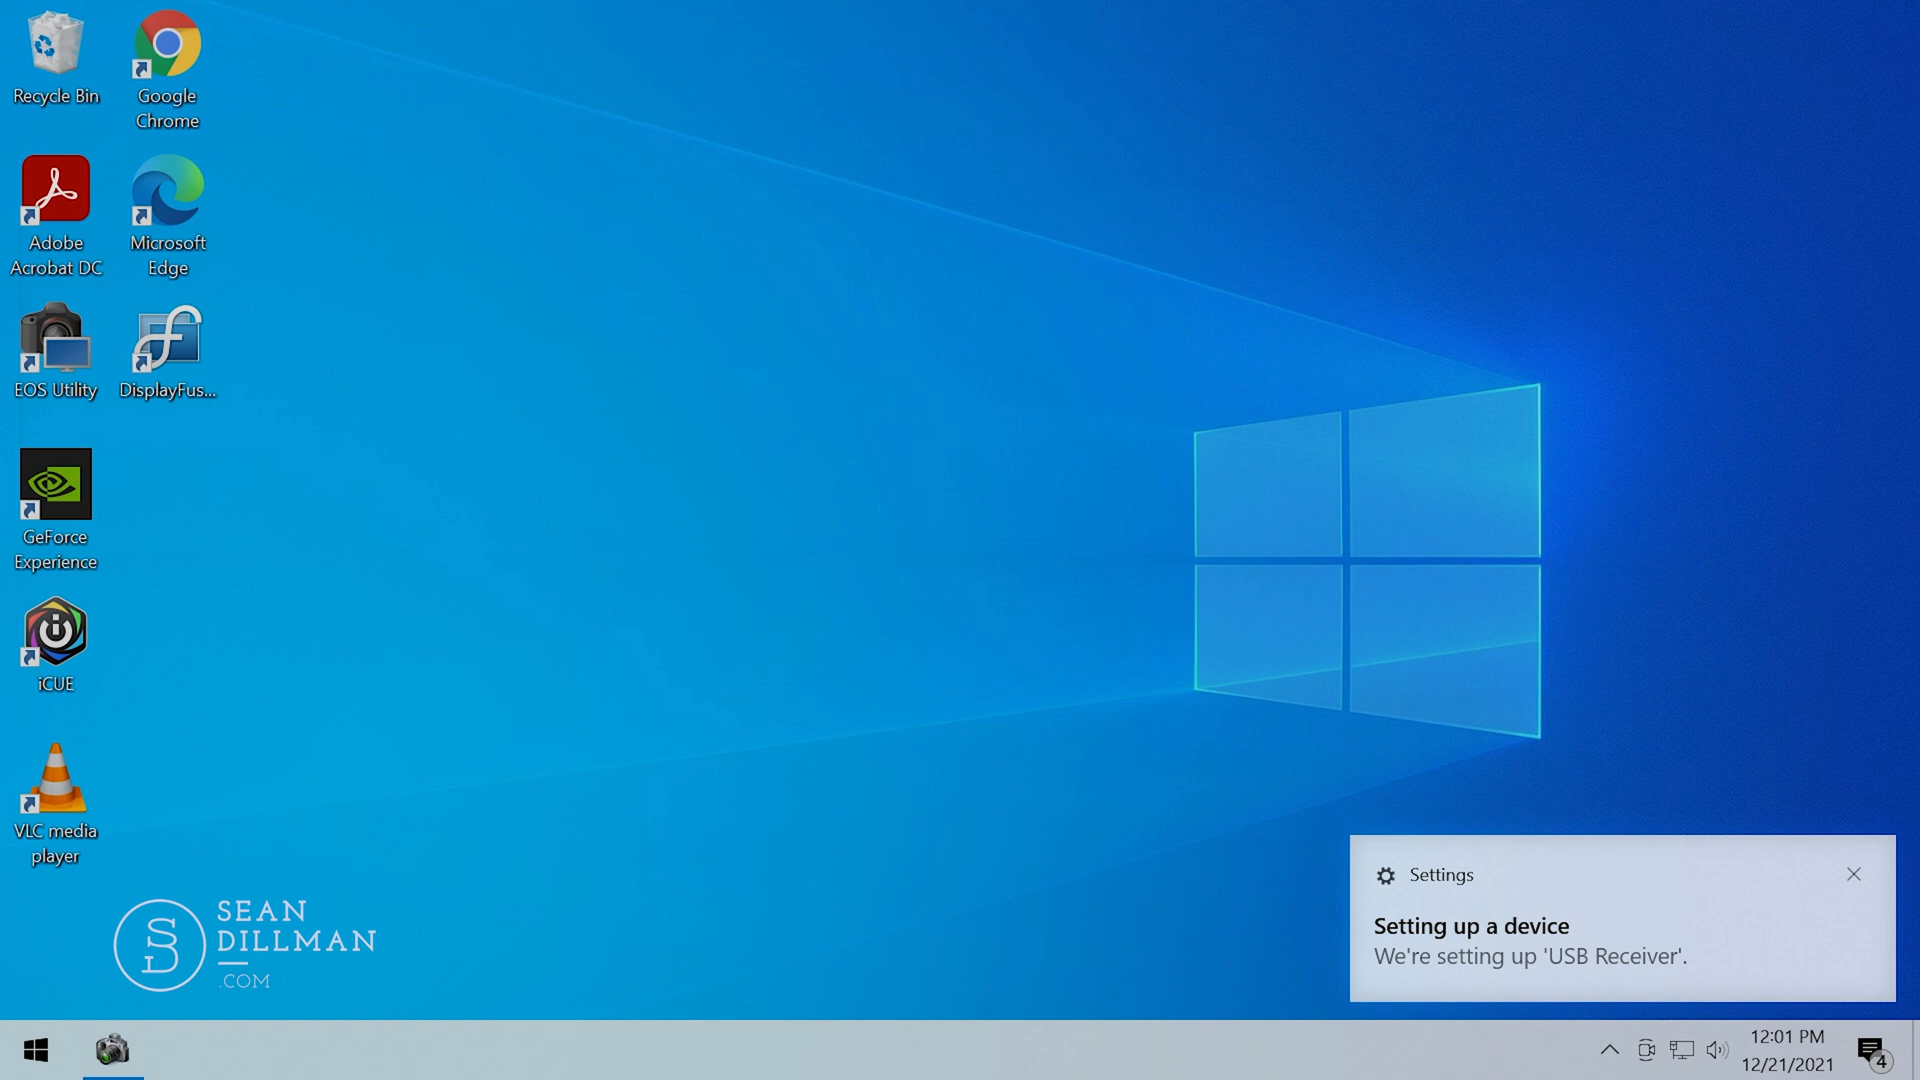 Recycle Bin
Google
Chrome
Adobe
Acrobat DC
Microsoft
Edge
EOS Utility
DisplayFus...
GeForce
Experience
iCUE
VLC media
player
SEAN
DILLMAN
.COM
Settings
Setting up a device
We're setting up 'USB Receiver'.
12:01 PM
12/21/2021
4